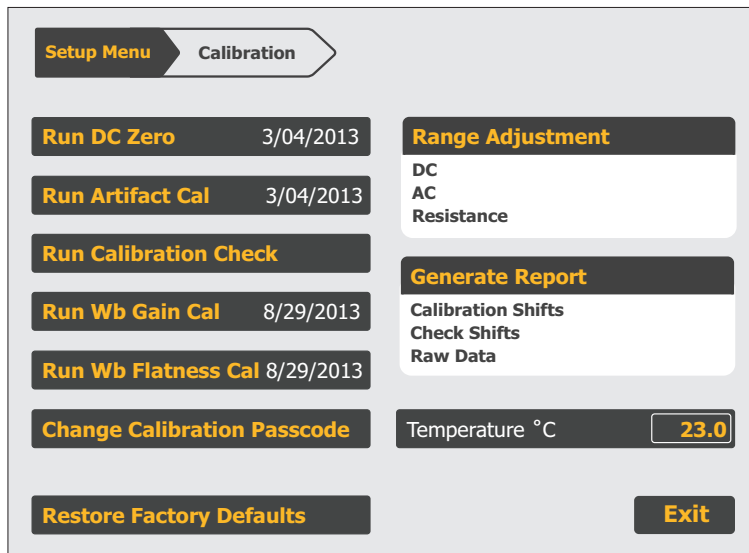 Setup Menu
Calibration
Run DC Zero 3/04/2013
Run Artifact Cal 3/04/2013
Run Calibration Check
Run Wb Gain Cal 8/29/2013
Run Wb Flatness Cal 8/29/2013
Change Calibration Passcode
Restore Factory Defaults
Range Adjustment
DC
AC
Resistance
Generate Report
Calibration Shifts
Check Shifts
Raw Data
Temperature °C 23.0
Exit